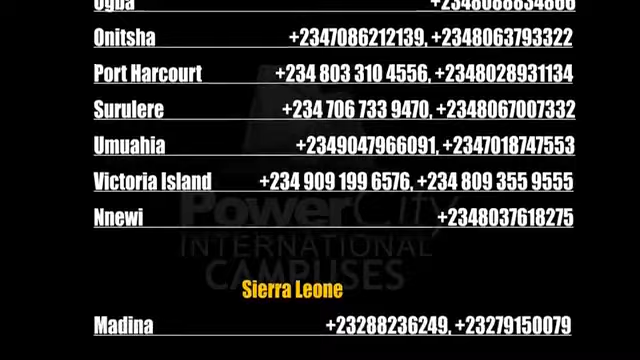 Ogba +2348088834866
Onitsha +2347086212139, +2348063793322
Port Harcourt +234 803 310 4556, +2348028931134
Surulere +234 706 733 9470, +2348067007332
Umuahia +2349047966091, +2347018747553
Victoria Island +234 909 199 6576, +234 809 355 9555
Nnewi +2348037618275
PowerCity
INTERNATIONAL
CAMPUSES
Sierra Leone
Madina +23288236249, +23279150079